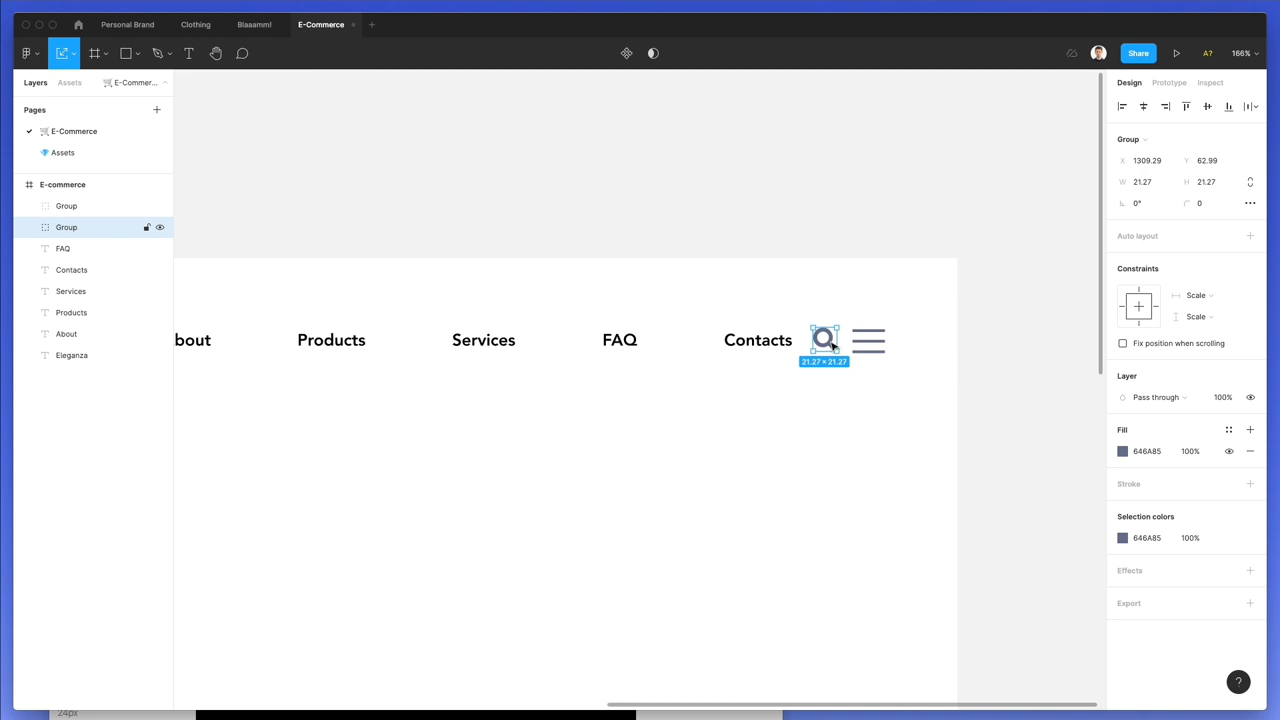 Personal Brand
Clothing
Blaaamm!
E-Commerce
Share
A?
166%
Layers
Assets
E-Commer...
Pages
E-Commerce
Assets
E-commerce
Group
Group
FAQ
Contacts
Services
Products
About
Eleganza
bout
Products
Services
FAQ
Contacts
21.27 × 21.27
Design
Prototype
Inspect
Group
X 1309.29
Y 62.99
W 21.27
H 21.27
0°
0
Auto layout
Constraints
Scale
Scale
Fix position when scrolling
Layer
Pass through
100%
Fill
646A85
100%
Stroke
Selection colors
646A85
100%
Effects
Export
?
24px